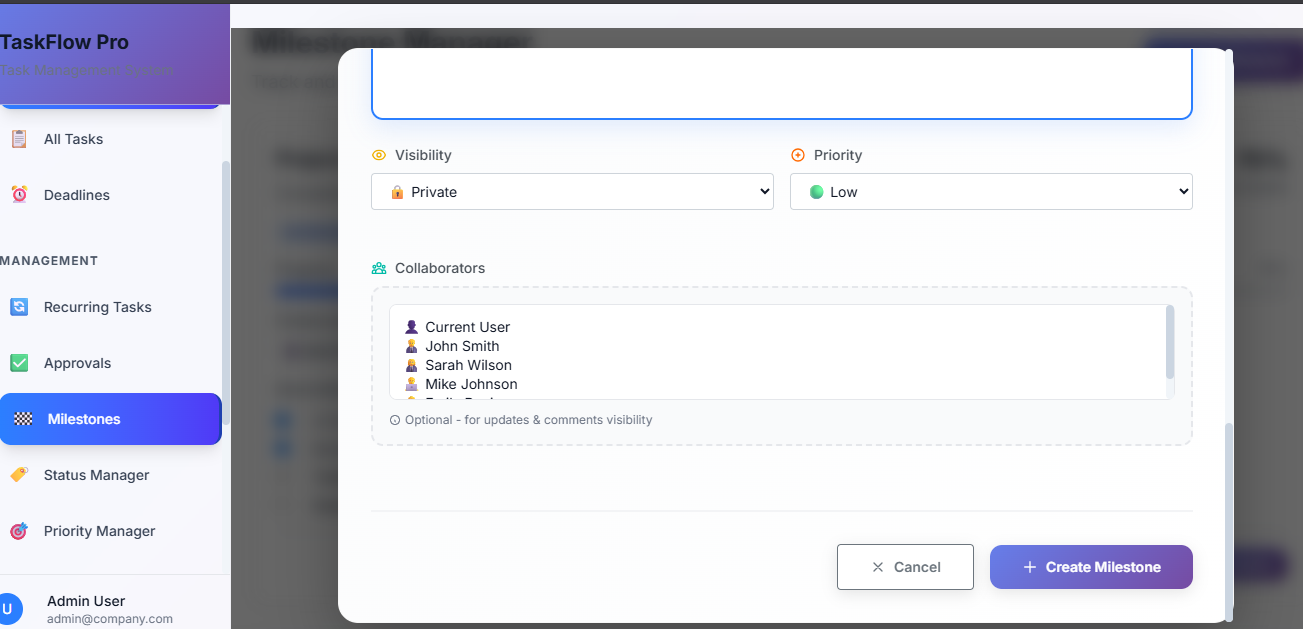 TaskFlow Pro
Task Management System
All Tasks
Deadlines
MANAGEMENT
Recurring Tasks
Approvals
Milestones
Status Manager
Priority Manager
U
Admin User
admin@company.com
Milestone Manager
Visibility
Priority
Private
Low
Collaborators
Current User
John Smith
Sarah Wilson
Mike Johnson
Optional - for updates & comments visibility
Cancel
Create Milestone